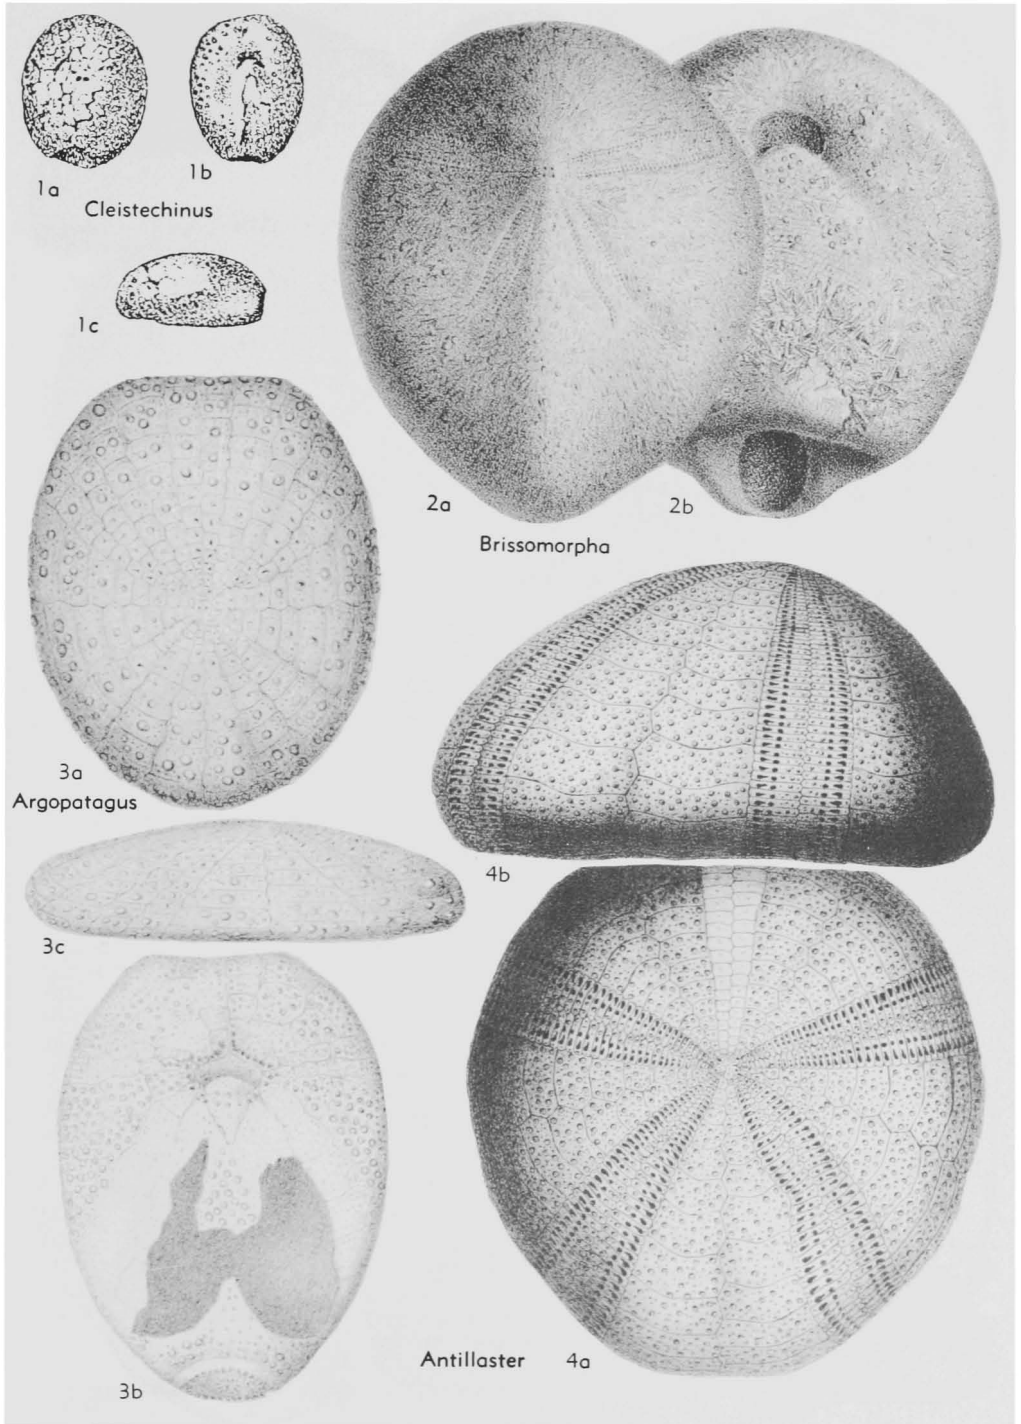 1a
1b
Cleistechinus
1c
2a
2b
Brissomorpha
3a
Argopatagus
4b
3c
Antillaster 4a
3b